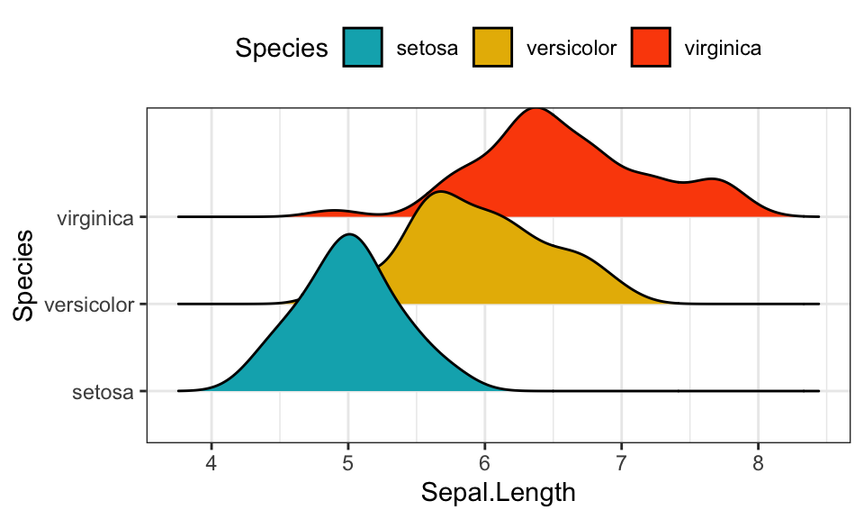 Species setosa versicolor virginica
virginica
versicolor
setosa
Species
4 5 6 7 8
Sepal.Length